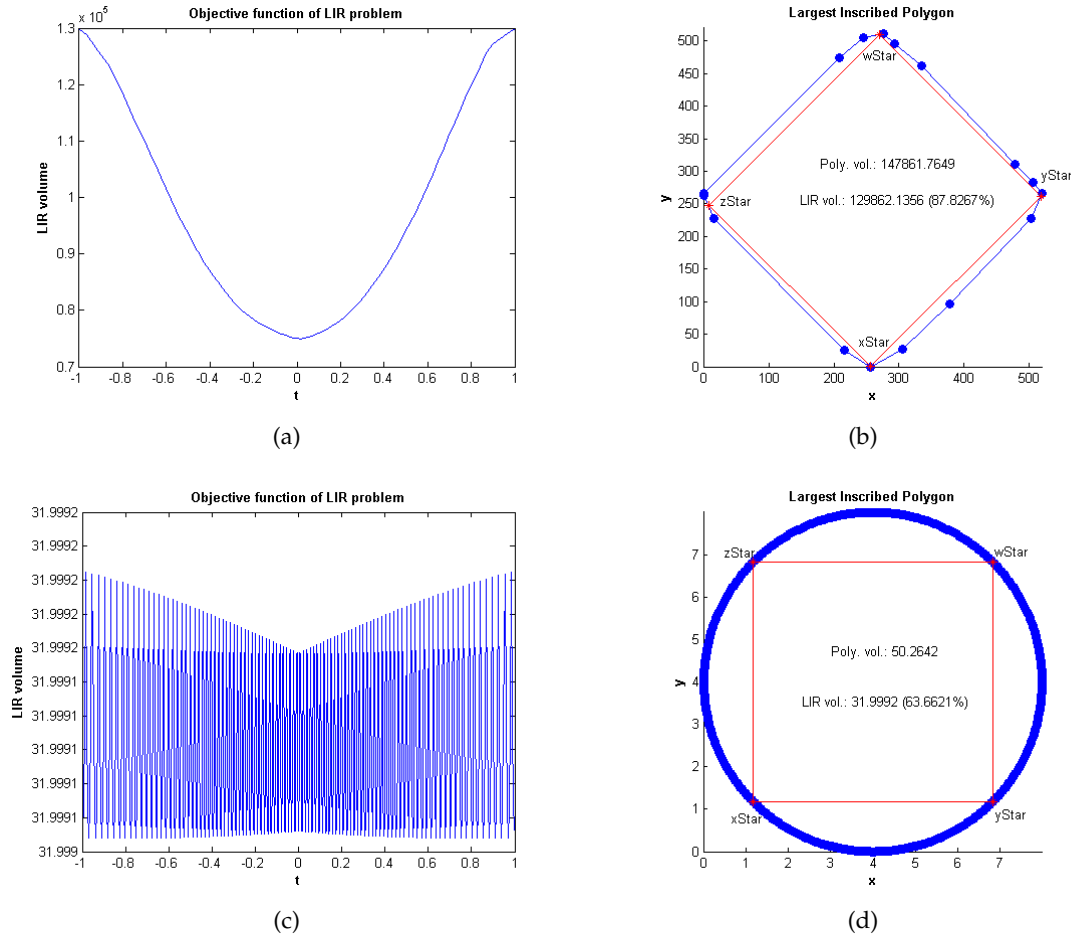 Objective function of LIR problem
x 10^5
1.3
1.2
1.1
1
0.9
0.8
0.7
LIR volume
-1 -0.8 -0.6 -0.4 -0.2 0 0.2 0.4 0.6 0.8 1
t
(a)
Largest Inscribed Polygon
500
450
400
350
300
250
200
150
100
50
0
y
wStar
yStar
Poly. vol.: 147861.7649
zStar
LIR vol.: 129862.1356 (87.8267%)
xStar
0 100 200 300 400 500
x
(b)
Objective function of LIR problem
31.9992
31.9992
31.9992
31.9992
31.9992
31.9991
31.9991
31.9991
31.9991
31.9991
31.999
LIR volume
-1 -0.8 -0.6 -0.4 -0.2 0 0.2 0.4 0.6 0.8 1
t
(c)
Largest Inscribed Polygon
7
6
5
4
3
2
1
0
y
zStar
wStar
Poly. vol.: 50.2642
LIR vol.: 31.9992 (63.6621%)
xStar
yStar
0 1 2 3 4 5 6 7
x
(d)